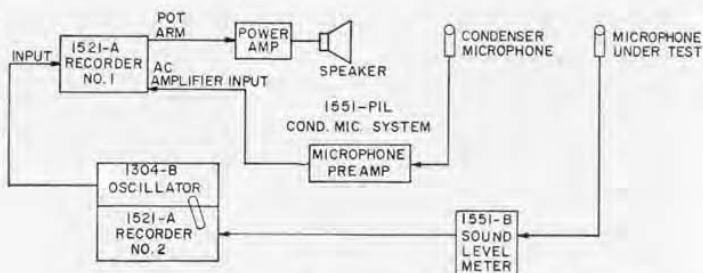 POT
ARM
INPUT
1521-A
RECORDER
NO. 1
POWER
AMP
SPEAKER
AC
AMPLIFIER INPUT
CONDENSER
MICROPHONE
MICROPHONE
UNDER TEST
1551-PIL
COND. MIC. SYSTEM
MICROPHONE
PREAMP
1304-B
OSCILLATOR
1521-A
RECORDER
NO. 2
1551-B
SOUND
LEVEL
METER